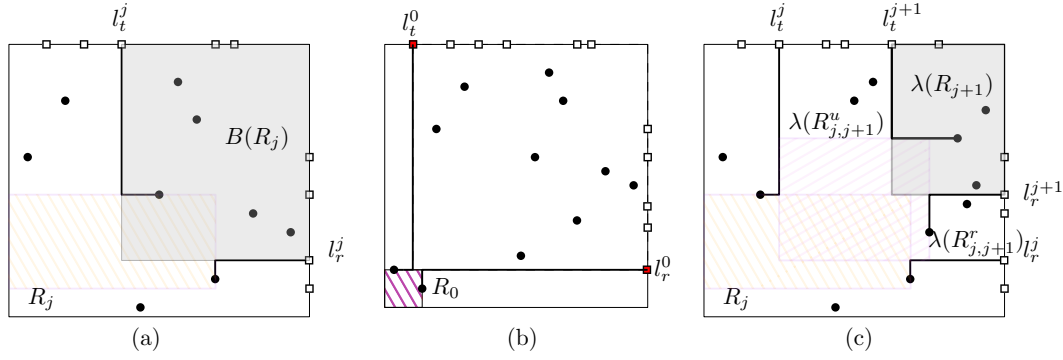 l_t^j
B(R_j)
l_r^j
R_j
(a)
l_t^0
l_r^0
R_0
(b)
l_t^j
l_t^{j+1}
λ(R_{j+1})
λ(R_{j,j+1}^u)
l_r^{j+1}
λ(R_{j,j+1}^r)
l_r^j
R_j
(c)